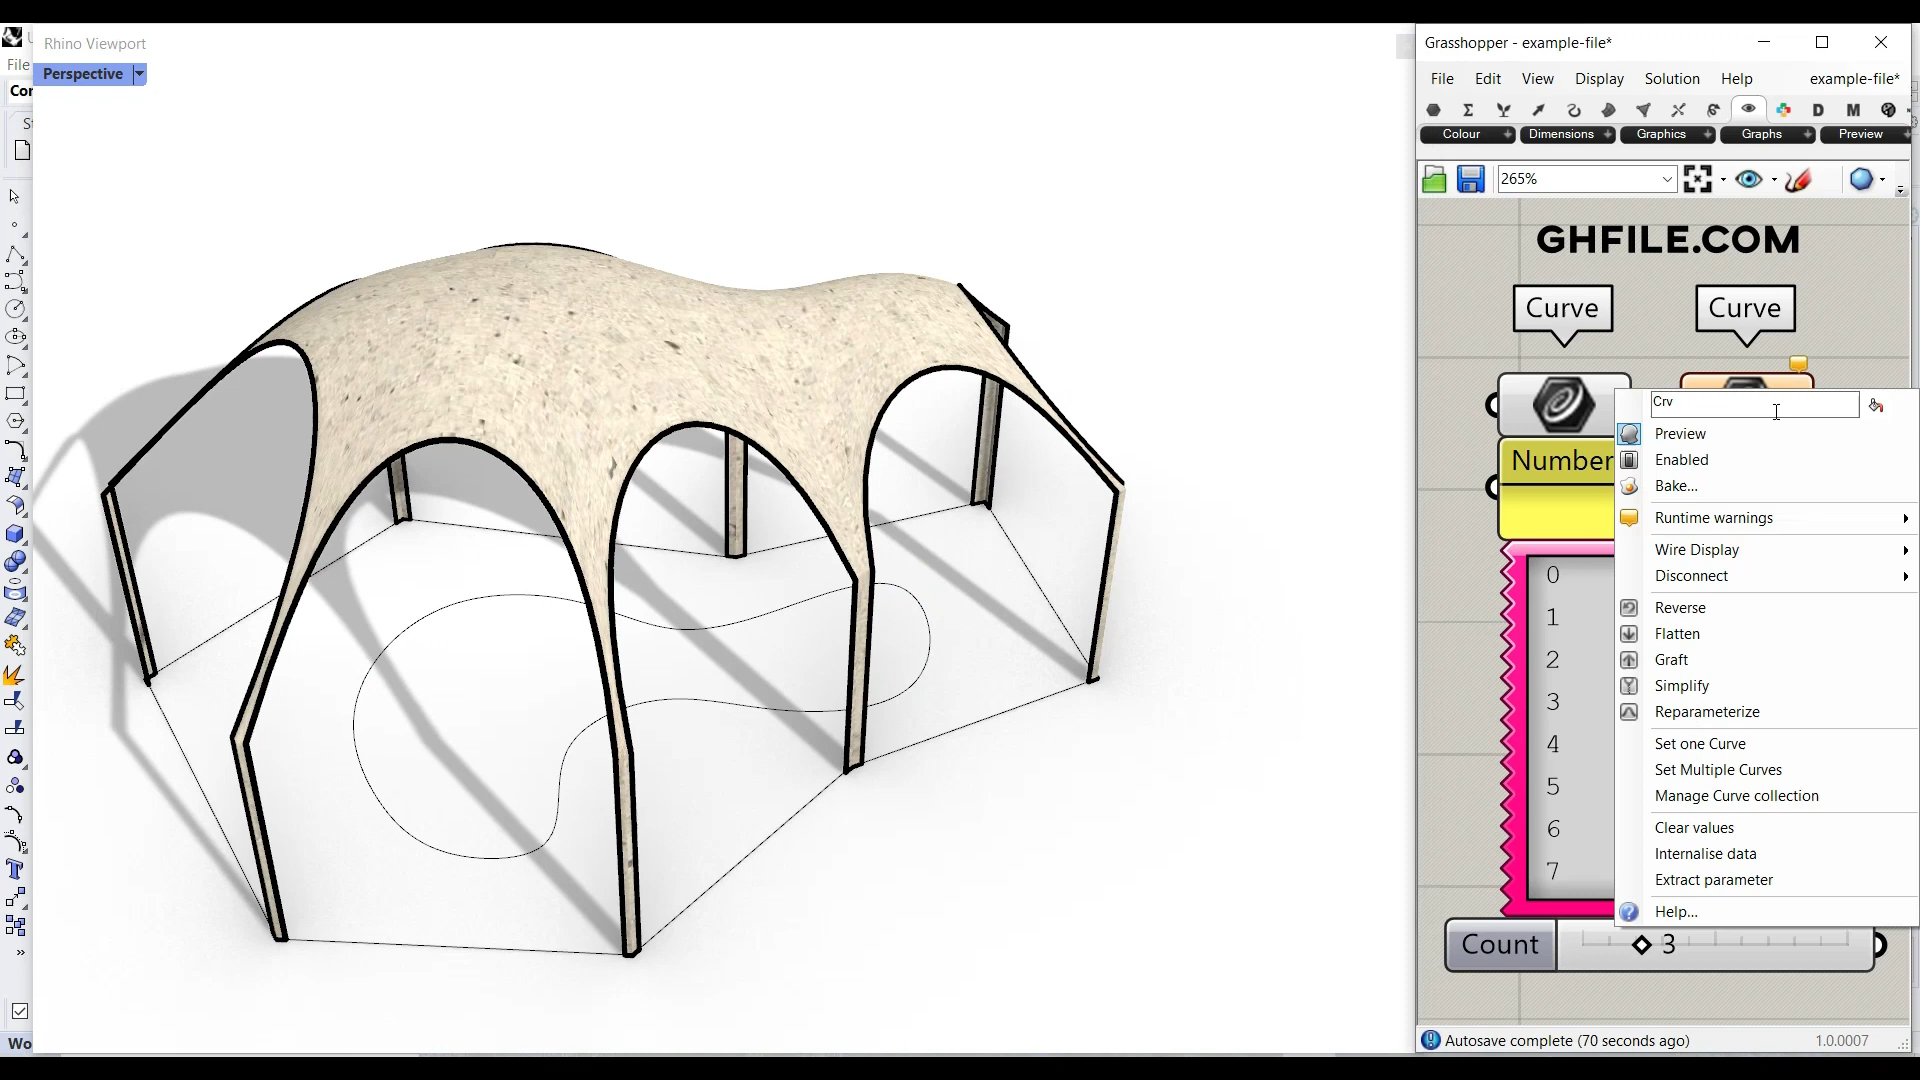 Rhino Viewport
File
Perspective
Grasshopper - example-file*
File Edit View Display Solution Help example-file*
D M
Colour Dimensions Graphics Graphs Preview
265%
GHFILE.COM
Curve Curve
Crv
Preview
Number
Enabled
Bake...
Runtime warnings
Wire Display
Disconnect
Reverse
Flatten
Graft
Simplify
Reparameterize
Set one Curve
Set Multiple Curves
Manage Curve collection
Clear values
Internalise data
Extract parameter
Help...
0
1
2
3
4
5
6
7
Count 3
Autosave complete (70 seconds ago) 1.0.0007